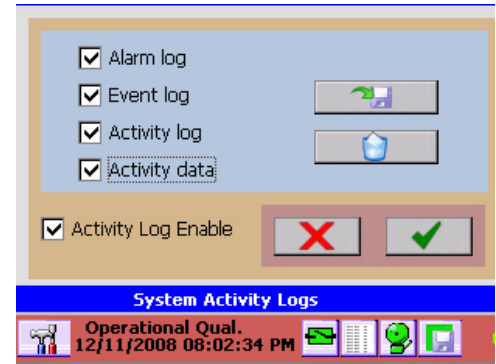 Alarm log
Event log
Activity log
Activity data
Activity Log Enable
System Activity Logs
Operational Qual.
12/11/2008 08:02:34 PM